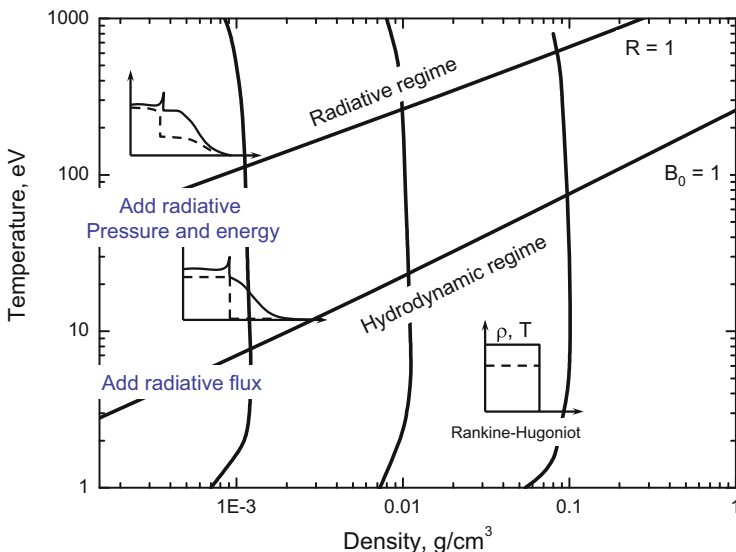 1000
100
10
1
Temperature, eV
R = 1
Radiative regime
B₀ = 1
Add radiative
Pressure and energy
Hydrodynamic regime
ρ, T
Add radiative flux
Rankine-Hugoniot
1E-3
0.01
0.1
1
Density, g/cm³